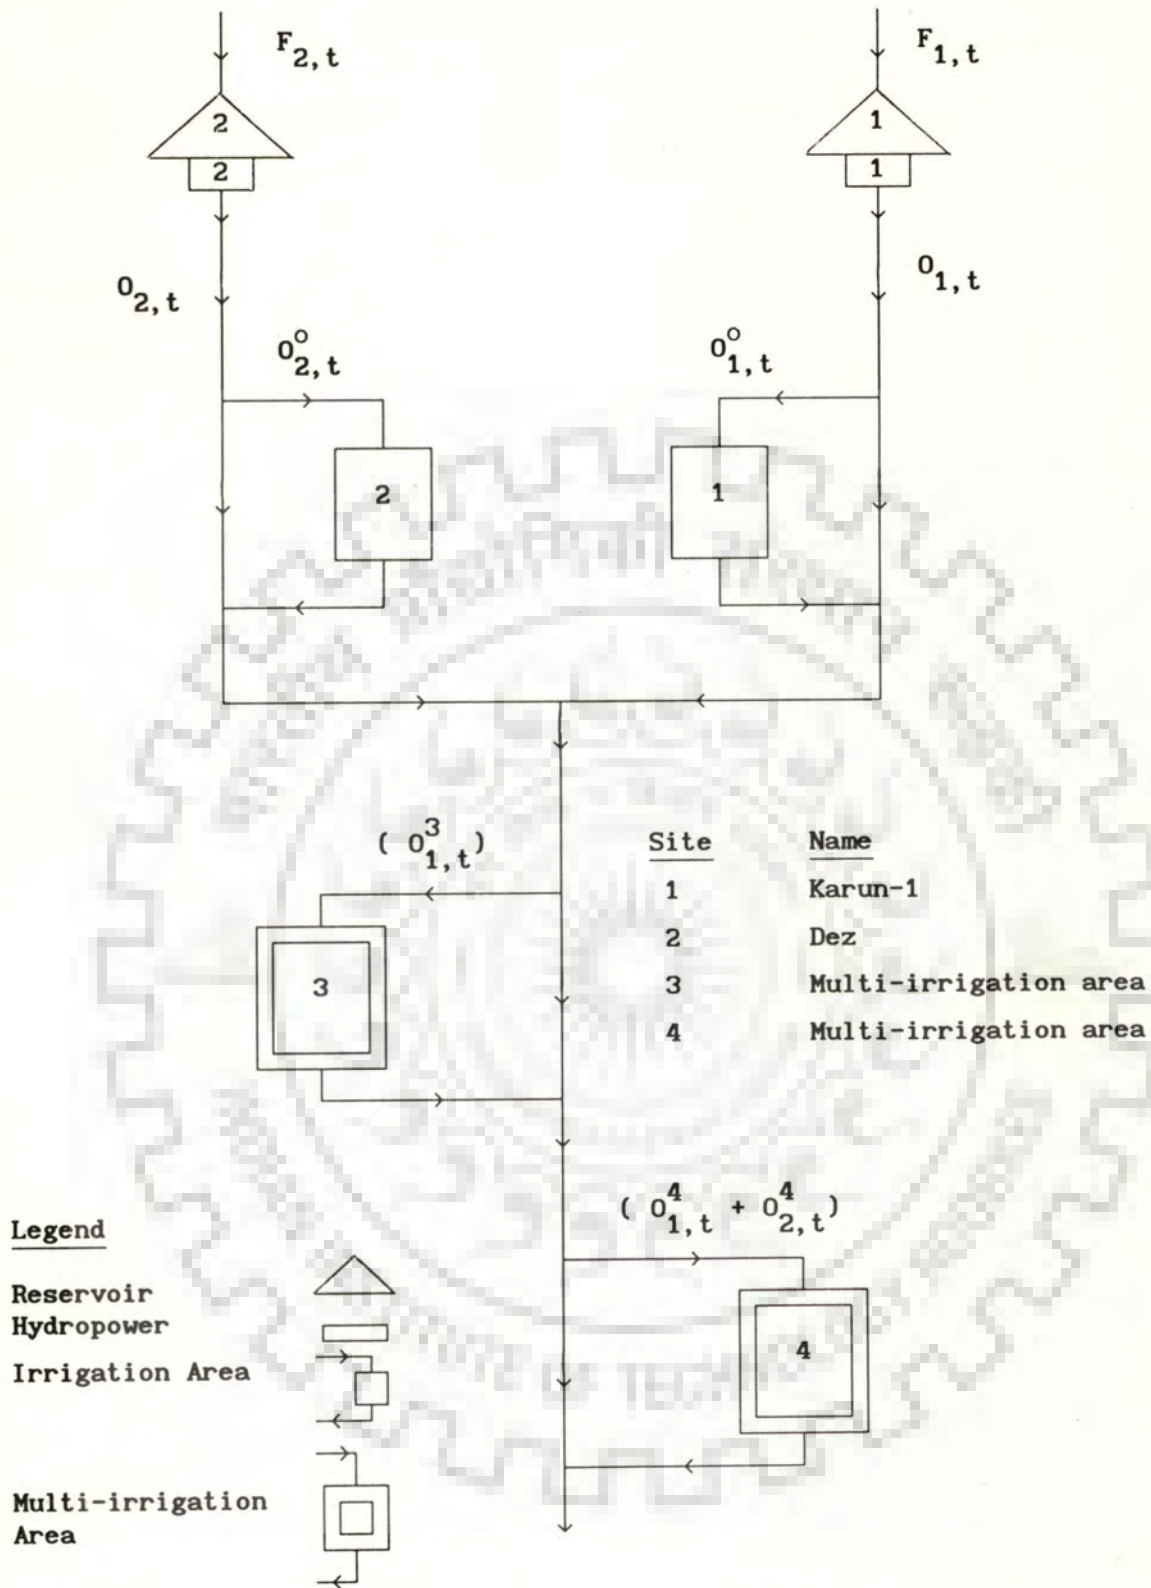 F2,t
F1,t
2
1
2
1
O2,t
O1,t
O°2,t
O°1,t
2
1
( O³1,t )
Site Name
1 Karun-1
2 Dez
3 Multi-irrigation area
4 Multi-irrigation area
3
( O⁴1,t + O⁴2,t )
4
Legend
Reservoir
Hydropower
Irrigation Area
Multi-irrigation
Area